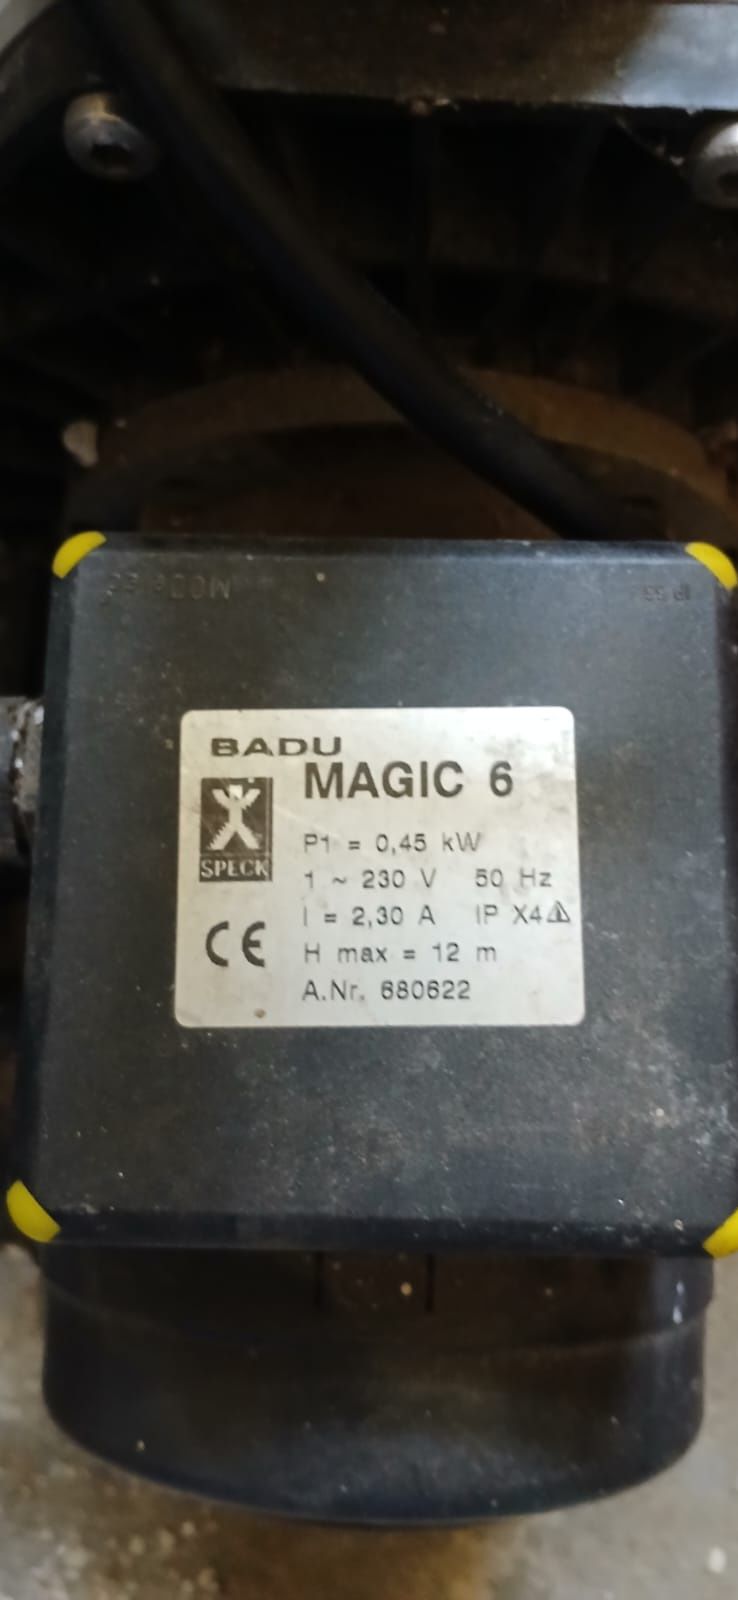 BADU
MAGIC 6
SPECK
P1 = 0,45 kW
1 ~ 230 V 50 Hz
I = 2,30 A IP X4
CE
H max = 12 m
A.Nr. 680622